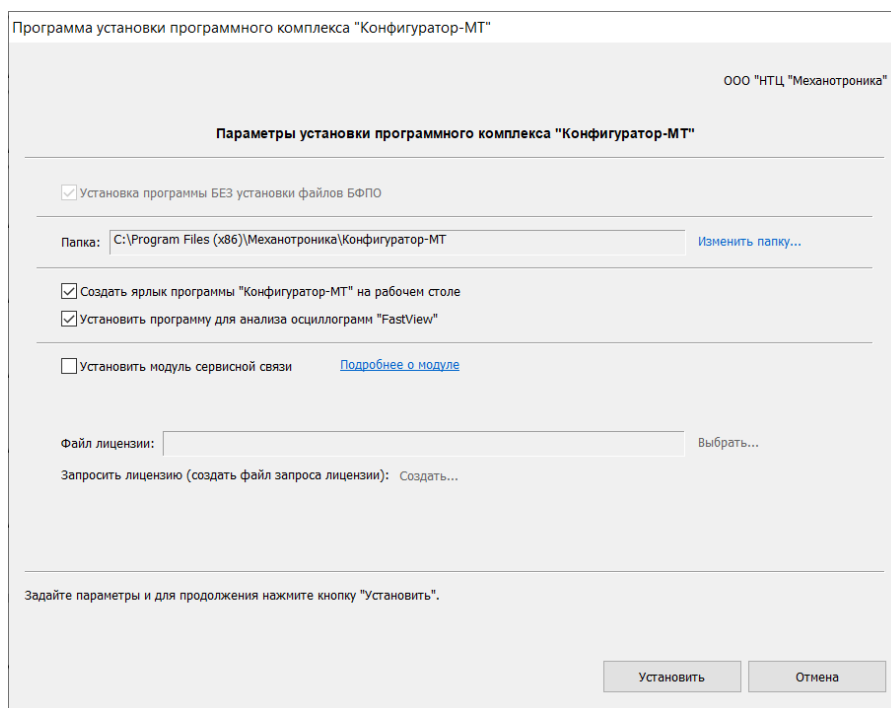 Программа установки программного комплекса "Конфигуратор-МТ"
ООО "НТЦ "Механотроника"
Параметры установки программного комплекса "Конфигуратор-МТ"
Установка программы БЕЗ установки файлов БФПО
Папка: C:\Program Files (x86)\Механотроника\Конфигуратор-МТ Изменить папку...
Создать ярлык программы "Конфигуратор-МТ" на рабочем столе
Установить программу для анализа осциллограмм "FastView"
Установить модуль сервисной связи Подробнее о модуле
Файл лицензии: Выбрать...
Запросить лицензию (создать файл запроса лицензии): Создать...
Задайте параметры и для продолжения нажмите кнопку "Установить".
Установить Отмена